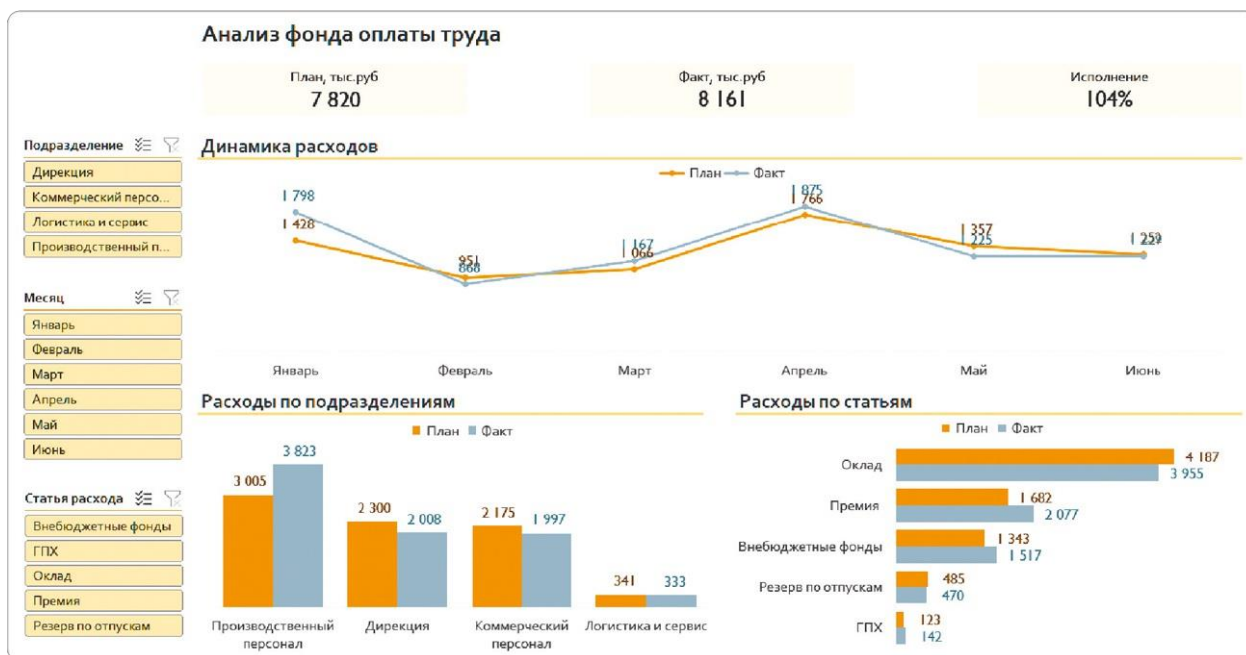 Анализ фонда оплаты труда
План, тыс.руб
7 820
Факт, тыс.руб
8 161
Исполнение
104%
Подразделение
Дирекция
Коммерческий персо...
Логистика и сервис
Производственный п...
Месяц
Январь
Февраль
Март
Апрель
Май
Июнь
Статья расхода
Внебюджетные фонды
ГПХ
Оклад
Премия
Резерв по отпускам
Динамика расходов
План
Факт
1 798
1 428
951
868
1 167
1 066
1 875
1 766
1 357
1 225
Январь
Февраль
Март
Апрель
Май
Июнь
Расходы по подразделениям
План
Факт
3 005
3 823
2 300
2 008
2 175
1 997
341
333
Производственный
персонал
Дирекция
Коммерческий
персонал
Логистика и сервис
Расходы по статьям
План
Факт
Оклад
4 187
3 955
Премия
1 682
2 077
Внебюджетные фонды
1 343
1 517
Резерв по отпускам
485
470
ГПХ
123
142